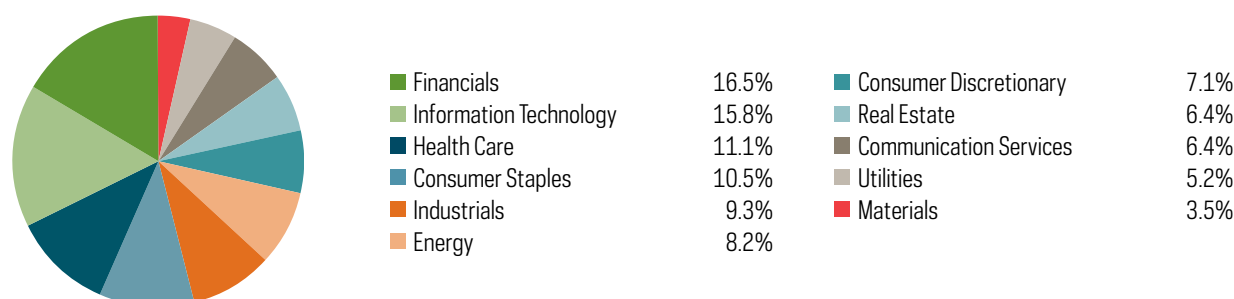 Financials 16.5%
Information Technology 15.8%
Health Care 11.1%
Consumer Staples 10.5%
Industrials 9.3%
Energy 8.2%
Consumer Discretionary 7.1%
Real Estate 6.4%
Communication Services 6.4%
Utilities 5.2%
Materials 3.5%